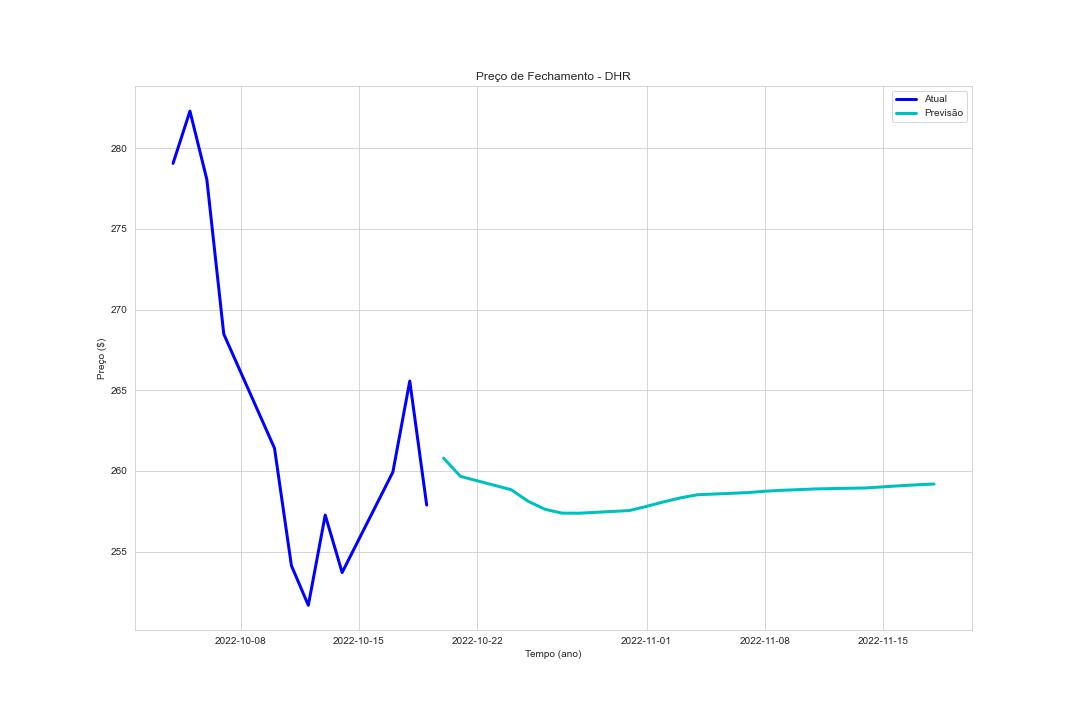 Preço de Fechamento - DHR
Atual
Previsão
280
275
270
265
260
255
Preço ($)
2022-10-08
2022-10-15
2022-10-22
2022-11-01
2022-11-08
2022-11-15
Tempo (ano)